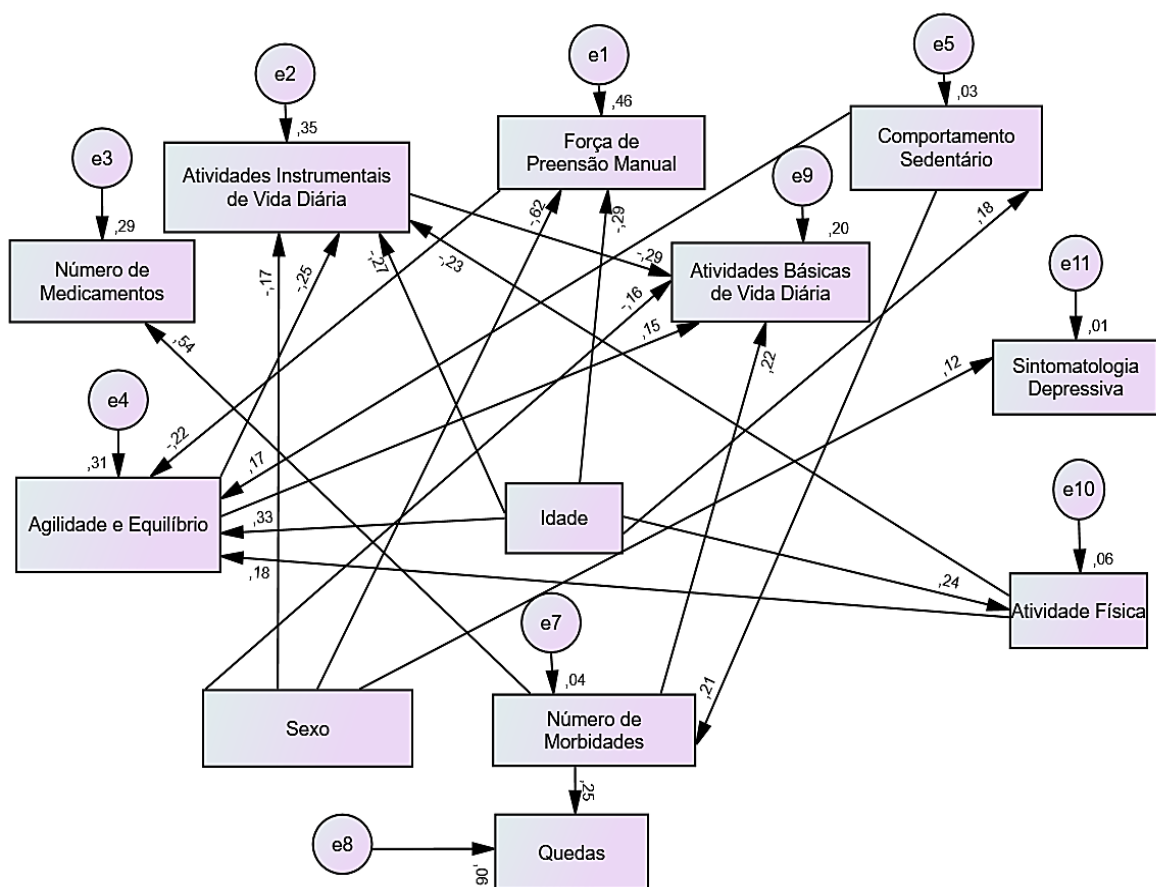 e5
e1
e2
,03
,46
Comportamento
Sedentário
,35
Força de
Preensão Manual
e3
Atividades Instrumentais
de Vida Diária
e9
,18
-,62
-,29
,29
,20
e11
Número de
Medicamentos
-,17
-,25
-,27
-,23
-,29
Atividades Básicas
de Vida Diária
-,16
,15
,01
,54
,22
,12
Sintomatologia
Depressiva
e4
-,22
,31
,17
e10
Agilidade e Equilíbrio
,33
Idade
,06
,18
,24
Atividade Física
e7
,04
,21
Sexo
Número de
Morbidades
,25
e8
Quedas
,06